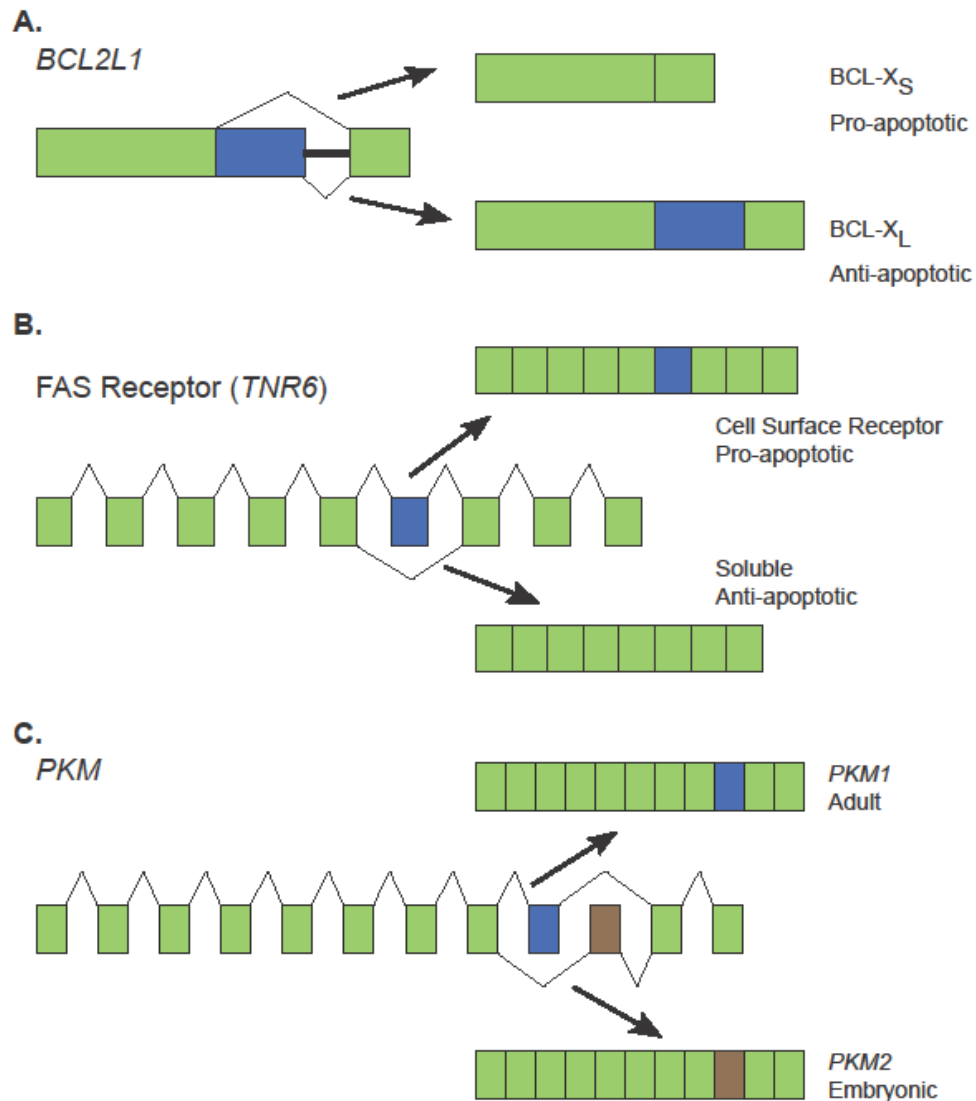 A.
BCL2L1
BCL-XS
Pro-apoptotic
BCL-XL
Anti-apoptotic
B.
FAS Receptor (TNR6)
Cell Surface Receptor
Pro-apoptotic
Soluble
Anti-apoptotic
C.
PKM
PKM1
Adult
PKM2
Embryonic